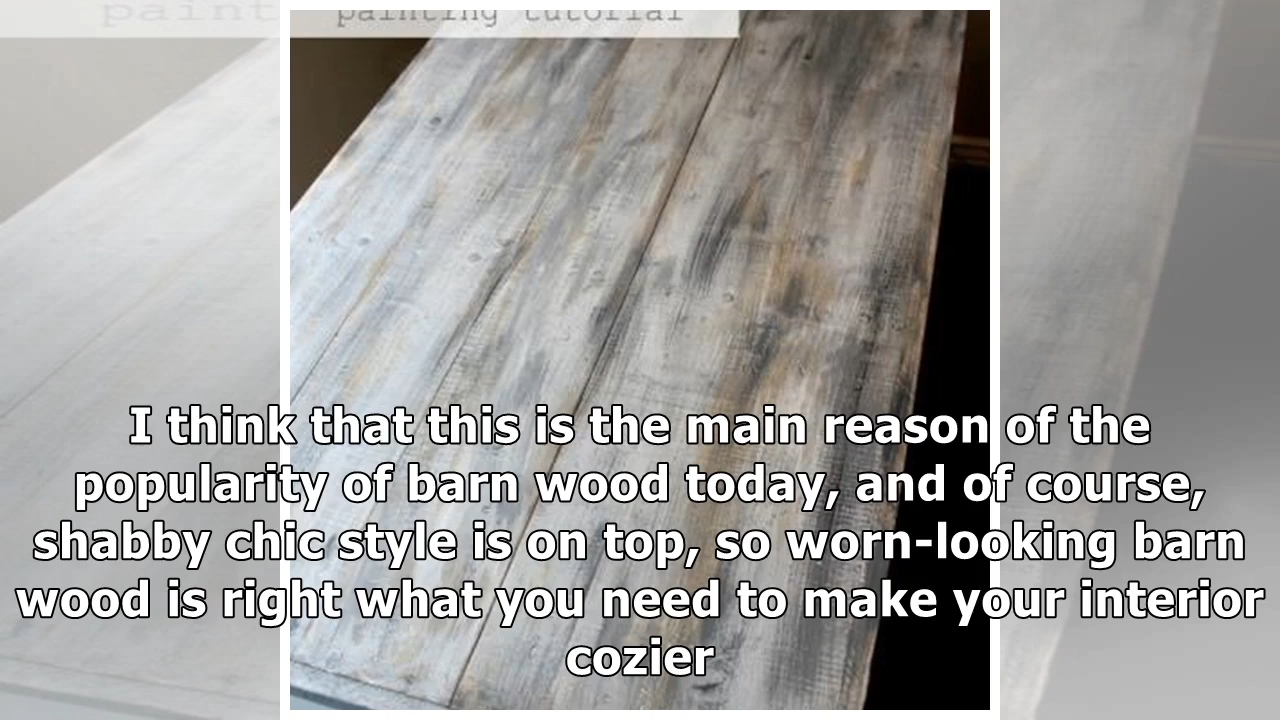 paint
painting tutorial
I think that this is the main reason of the
popularity of barn wood today, and of course,
shabby chic style is on top, so worn-looking barn
wood is right what you need to make your interior
cozier